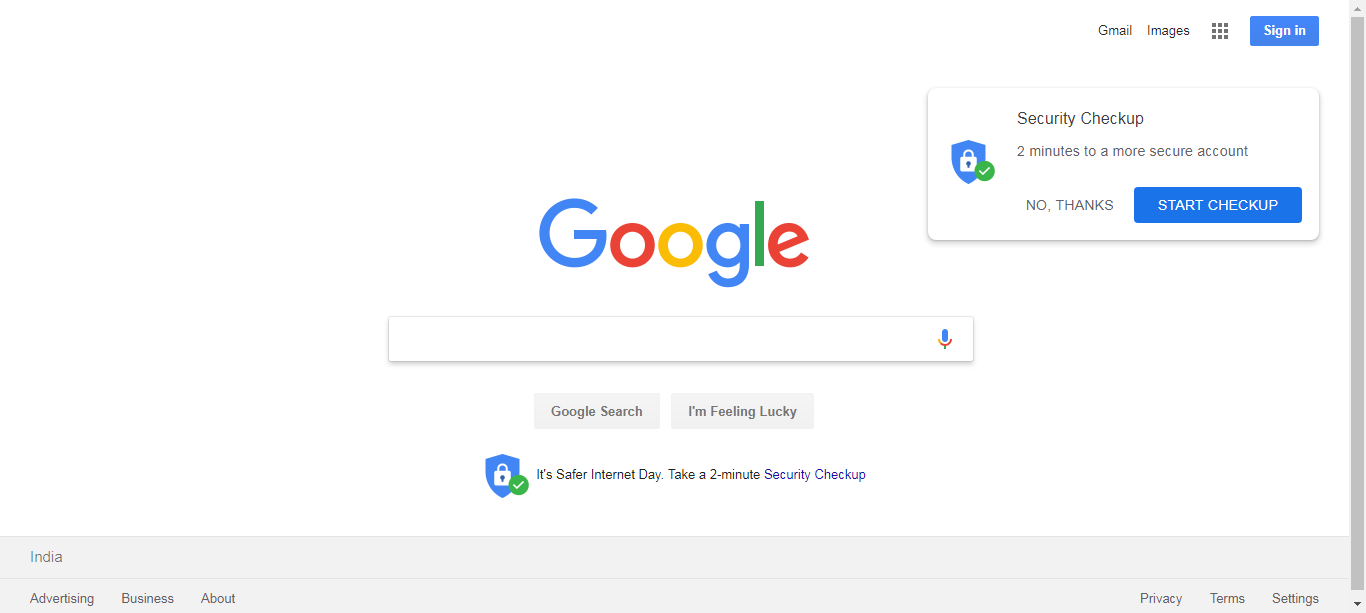 Gmail Images Sign in
Security Checkup
2 minutes to a more secure account
NO, THANKS START CHECKUP
Google
Google Search I'm Feeling Lucky
It's Safer Internet Day. Take a 2-minute Security Checkup
India
Advertising Business About Privacy Terms Settings